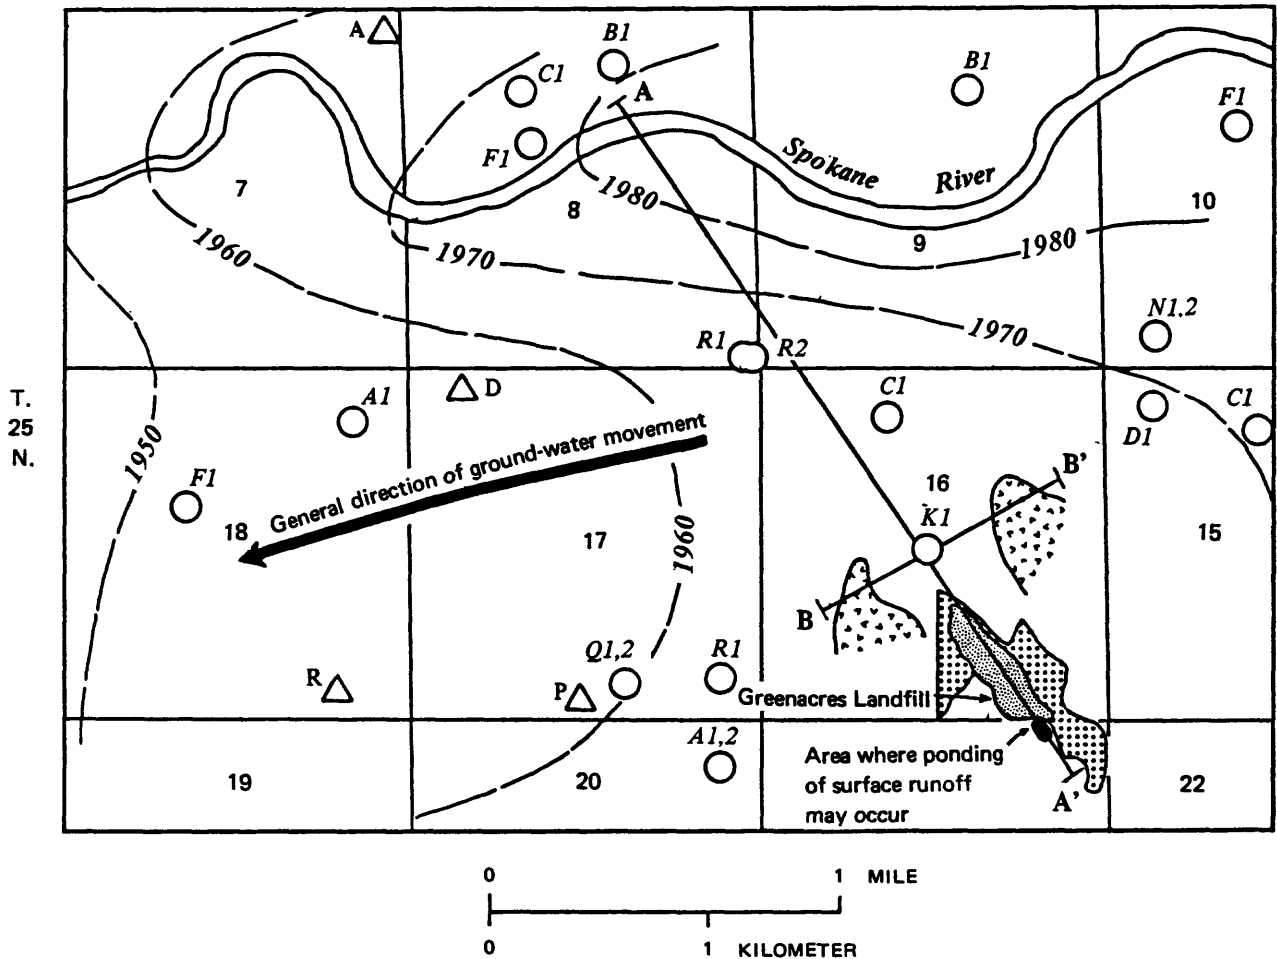 A
B1
C1
A
B1
F1
F1
Spokane
River
7
8
1980
10
9
1980
1960
1970
N1,2
1970
R1
R2
T.
25
N.
A1
D
C1
D1
C1
General direction of ground-water movement
1950
F1
18
17
1960
16
B'
K1
15
B
Q1,2
R1
R
P
Greenacres Landfill
A1,2
Area where ponding
of surface runoff
may occur
A'
19
20
22
0
1 MILE
0
1 KILOMETER